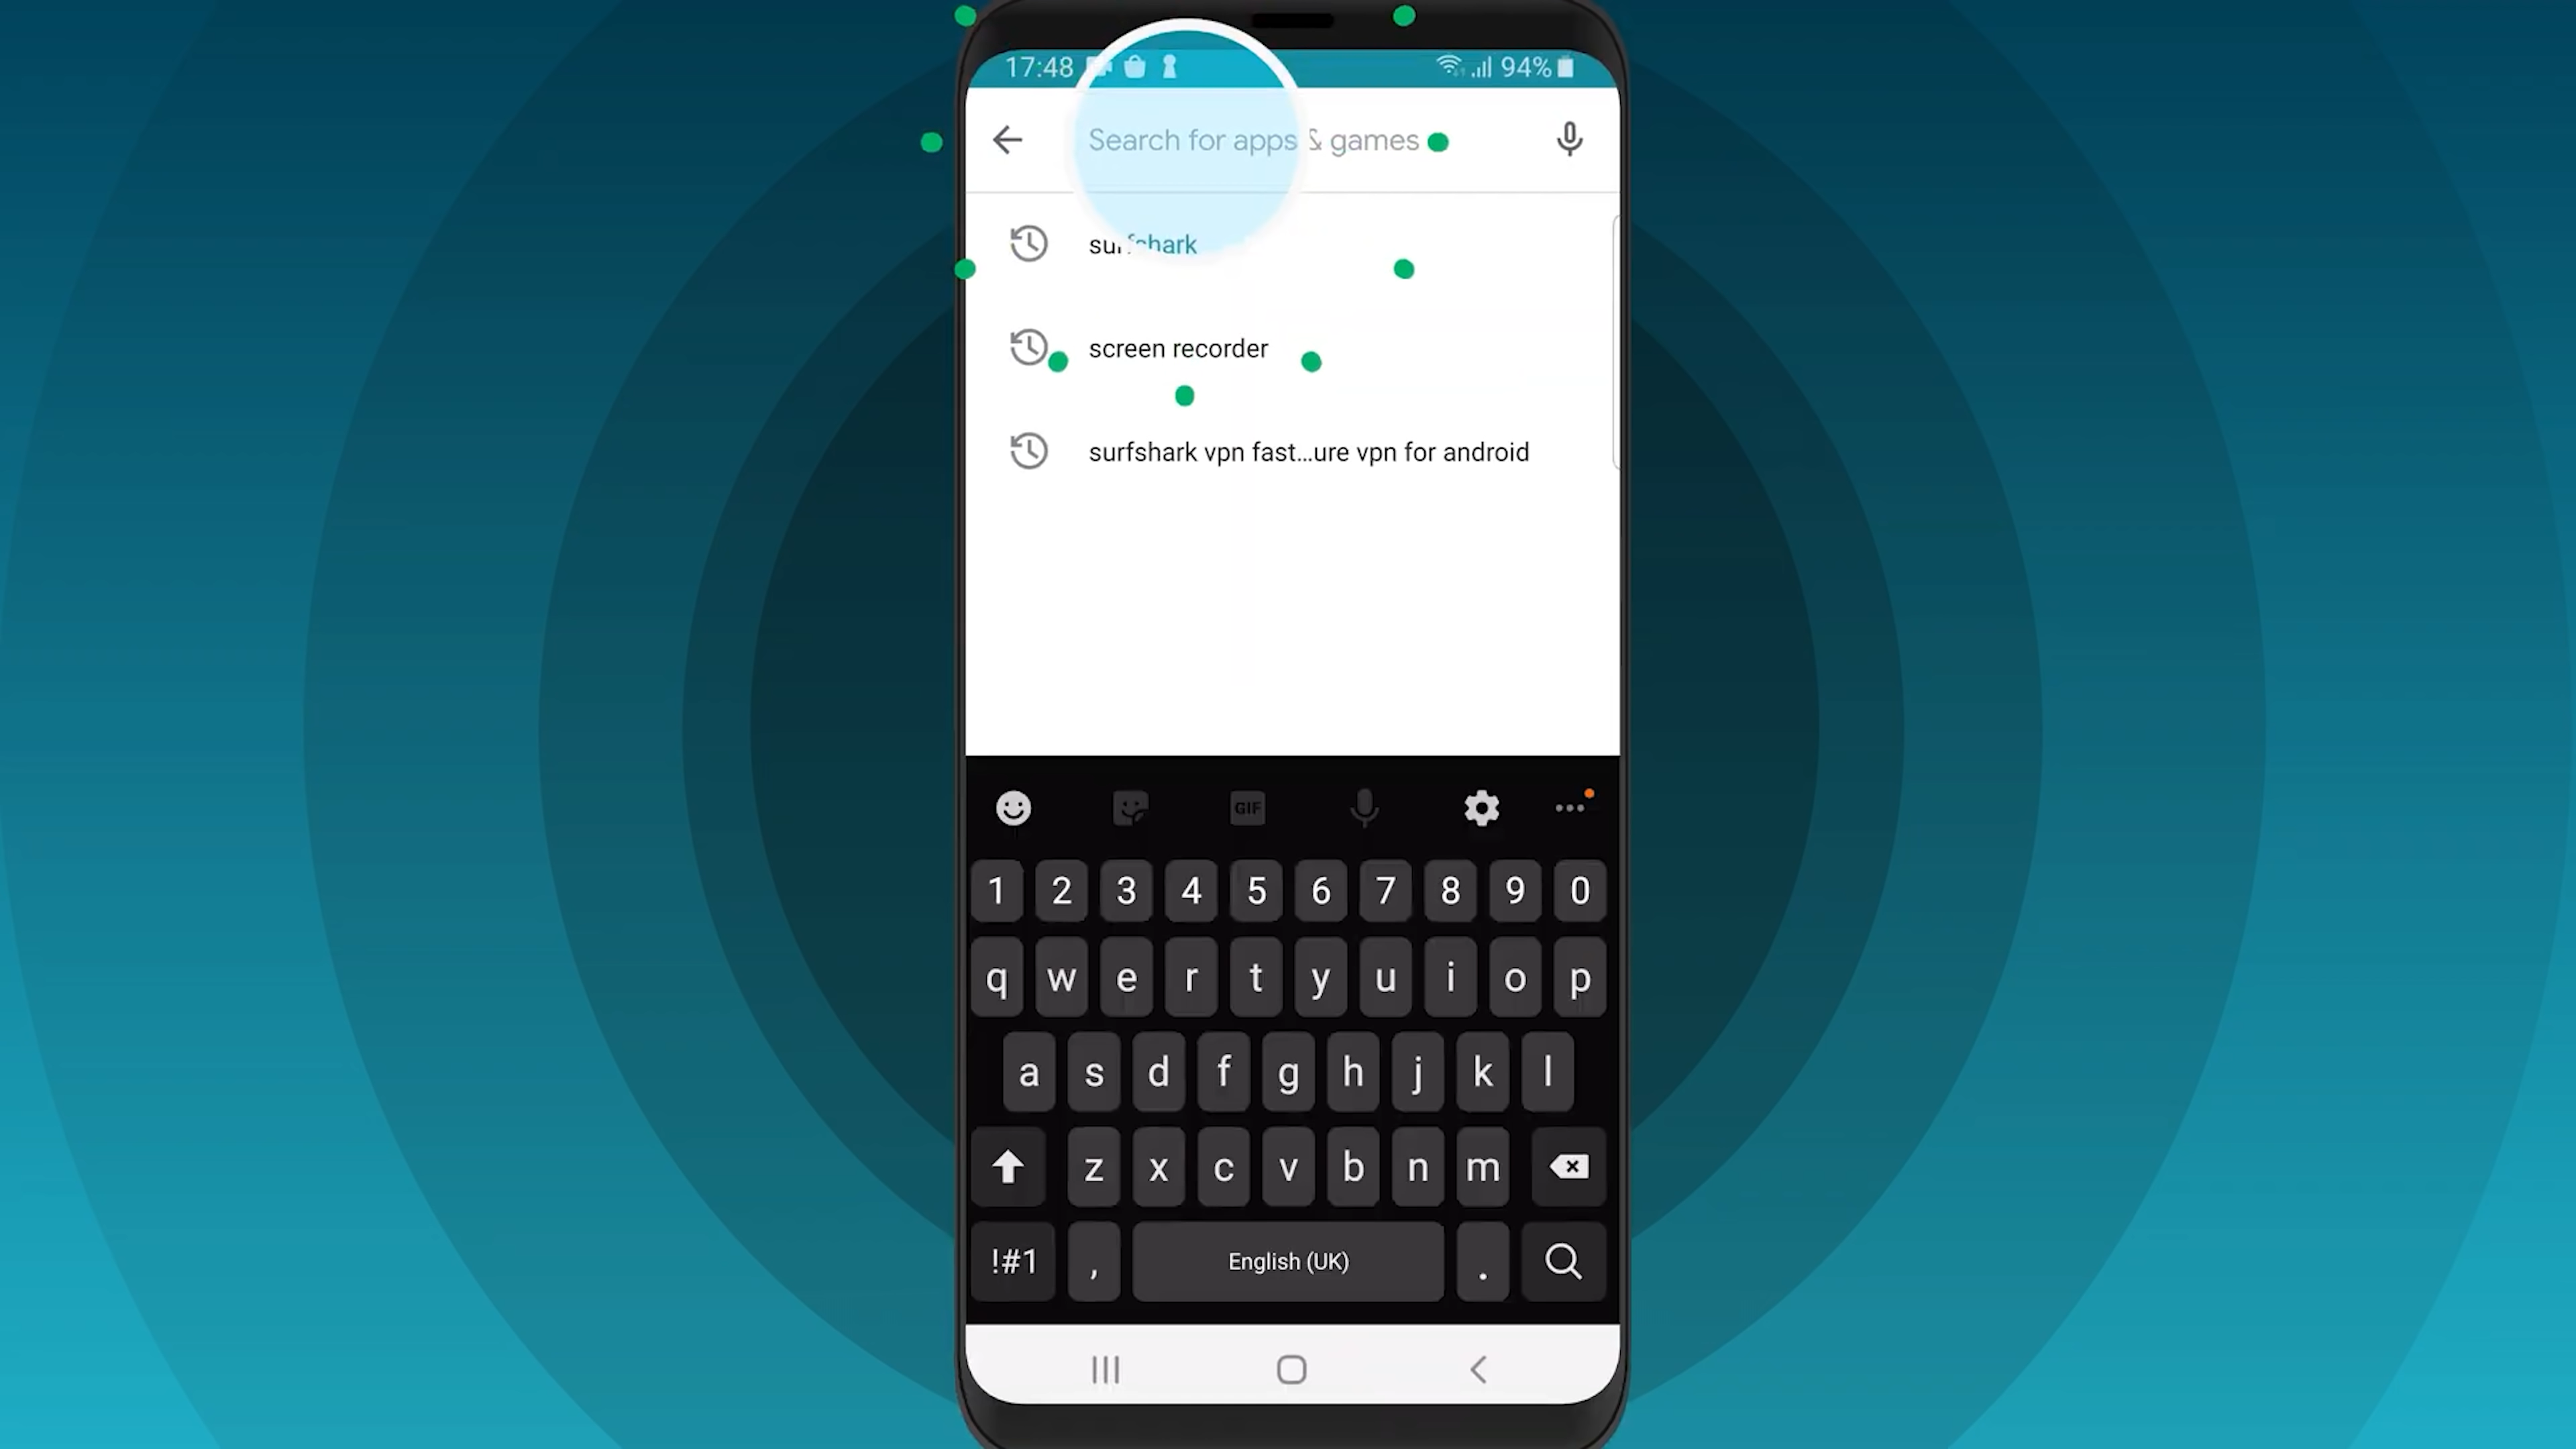 17:48 94%
Search for apps & games
surfshark
screen recorder
surfshark vpn fast...ure vpn for android
GIF
1 2 3 4 5 6 7 8 9 0
q w e r t y u i o p
a s d f g h j k l
z x c v b n m
!#1 , English (UK) .